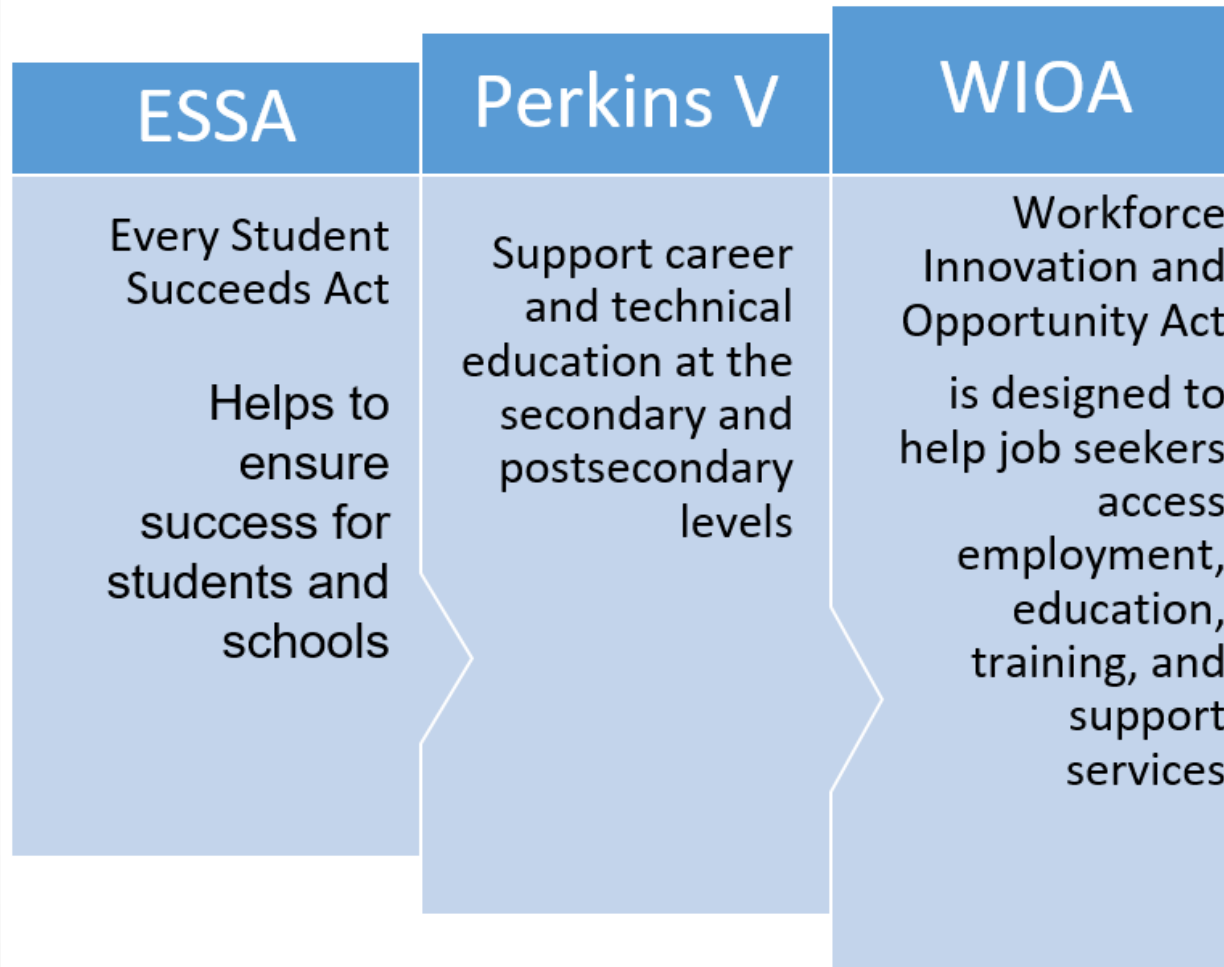 ESSA
Every Student
Succeeds Act
Helps to
ensure
success for
students and
schools
Perkins V
Support career
and technical
education at the
secondary and
postsecondary
levels
WIOA
Workforce
Innovation and
Opportunity Act
is designed to
help job seekers
access
employment,
education,
training, and
support
services